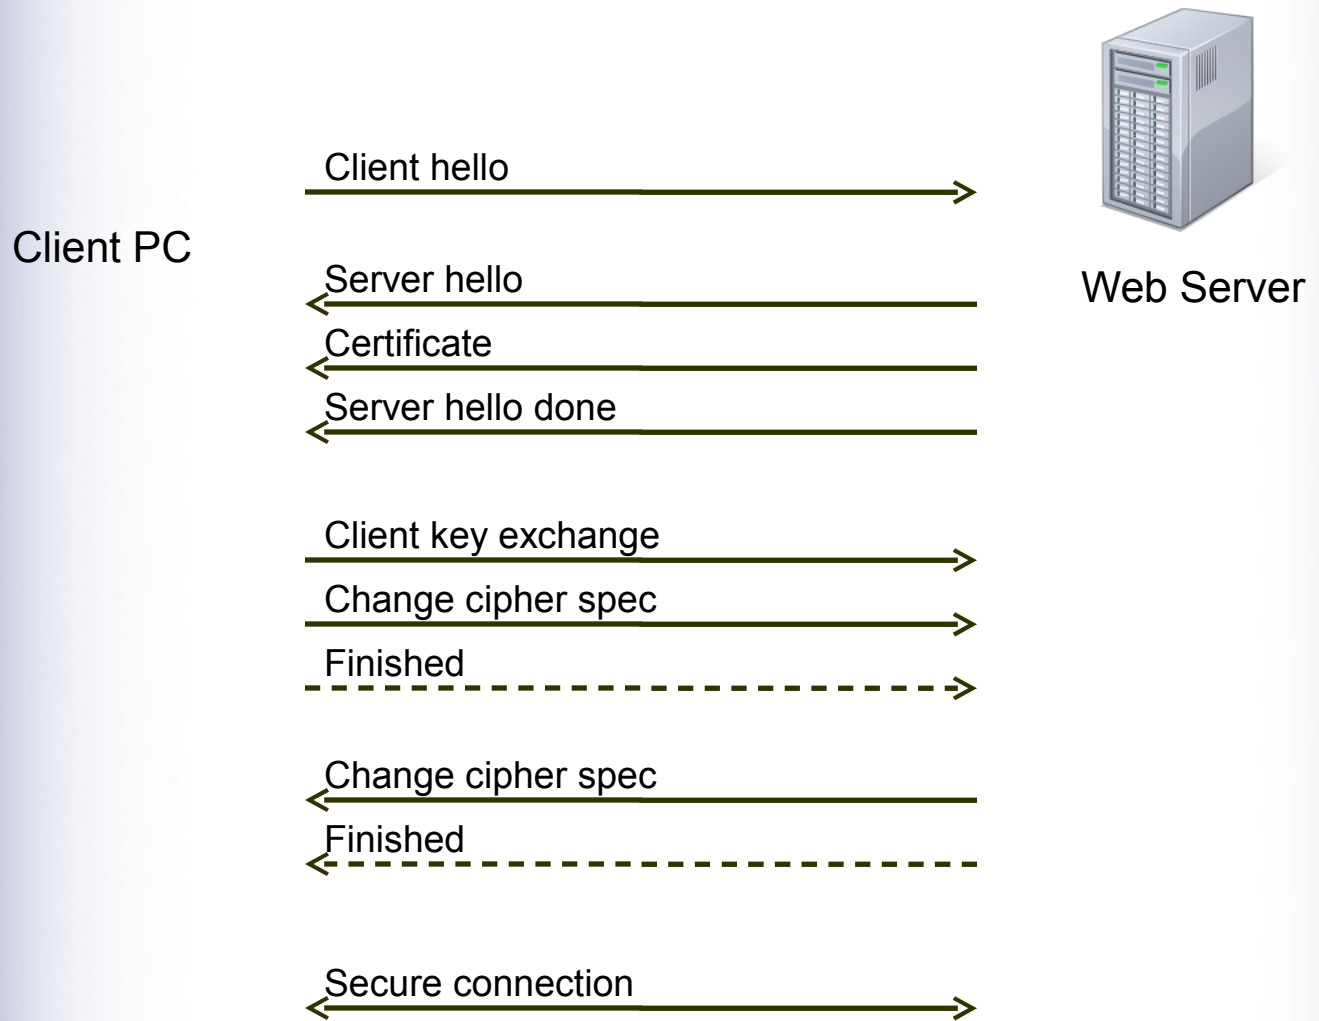 Client hello
Client PC
Server hello
Web Server
Certificate
Server hello done
Client key exchange
Change cipher spec
Finished
Change cipher spec
Finished
Secure connection